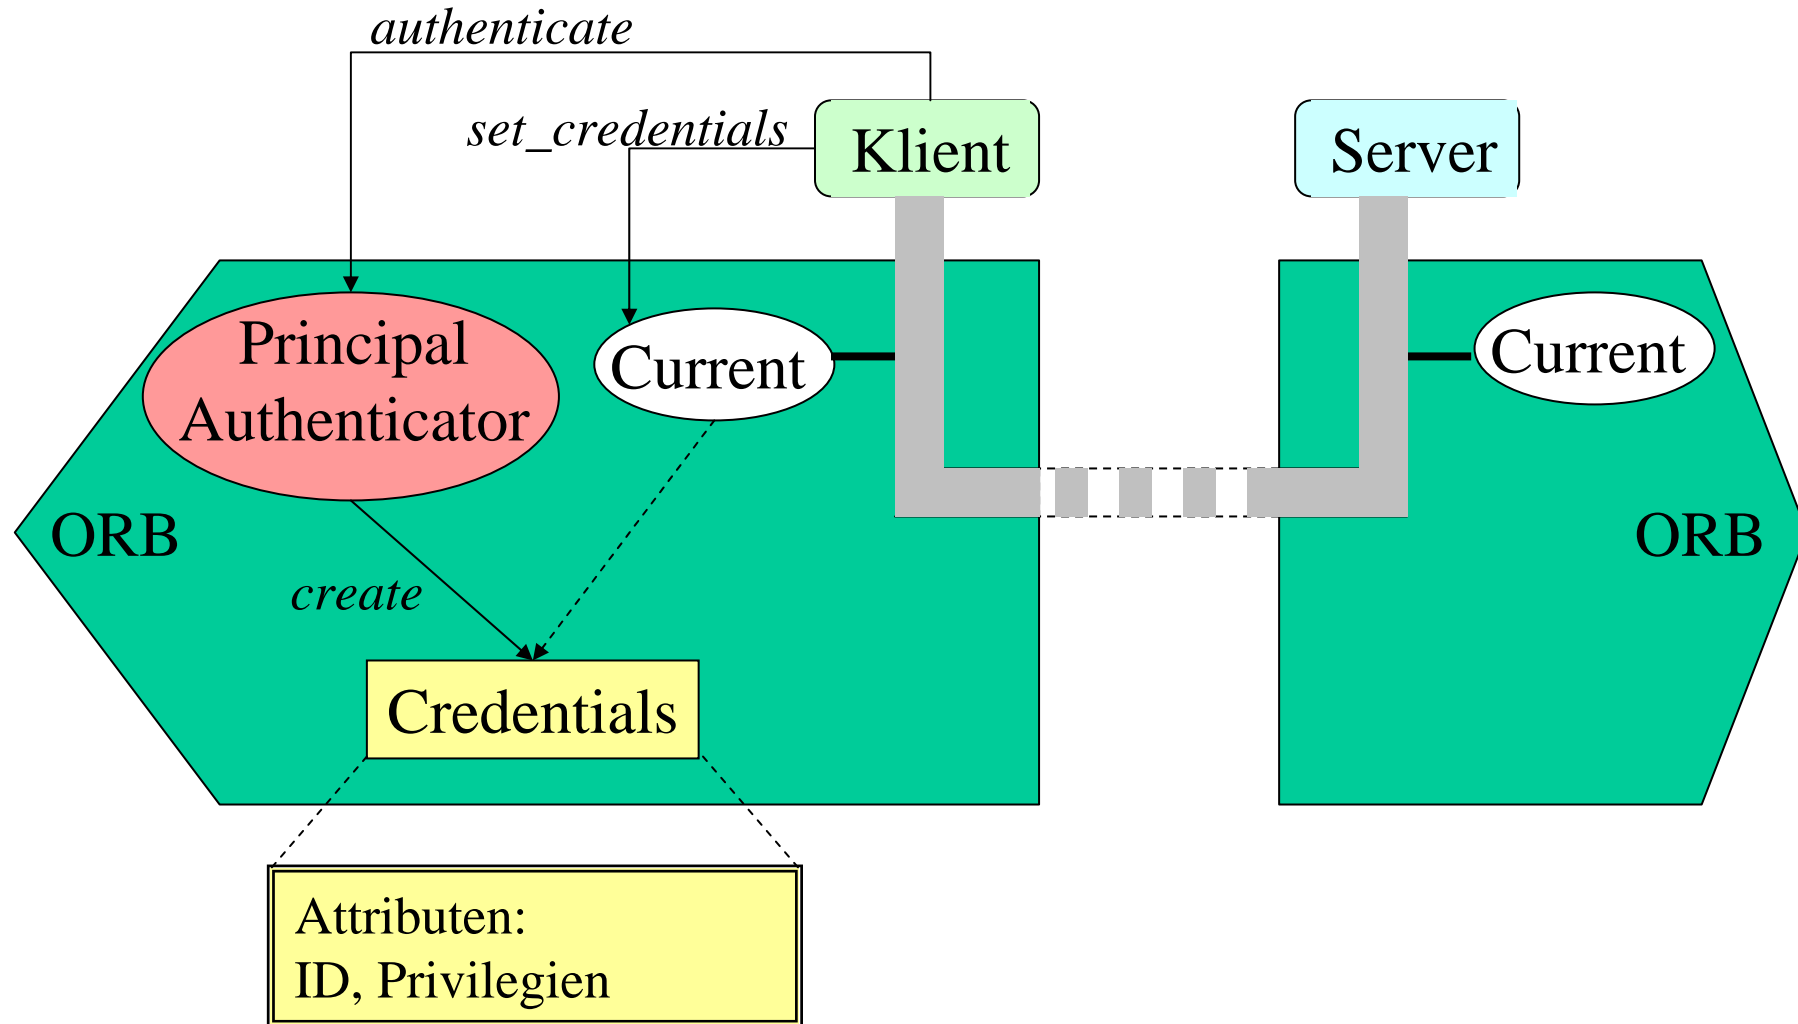 authenticate
set_credentials
Klient
Server
Principal
Authenticator
Current
Current
ORB
ORB
create
Credentials
Attributen:
ID, Privilegien